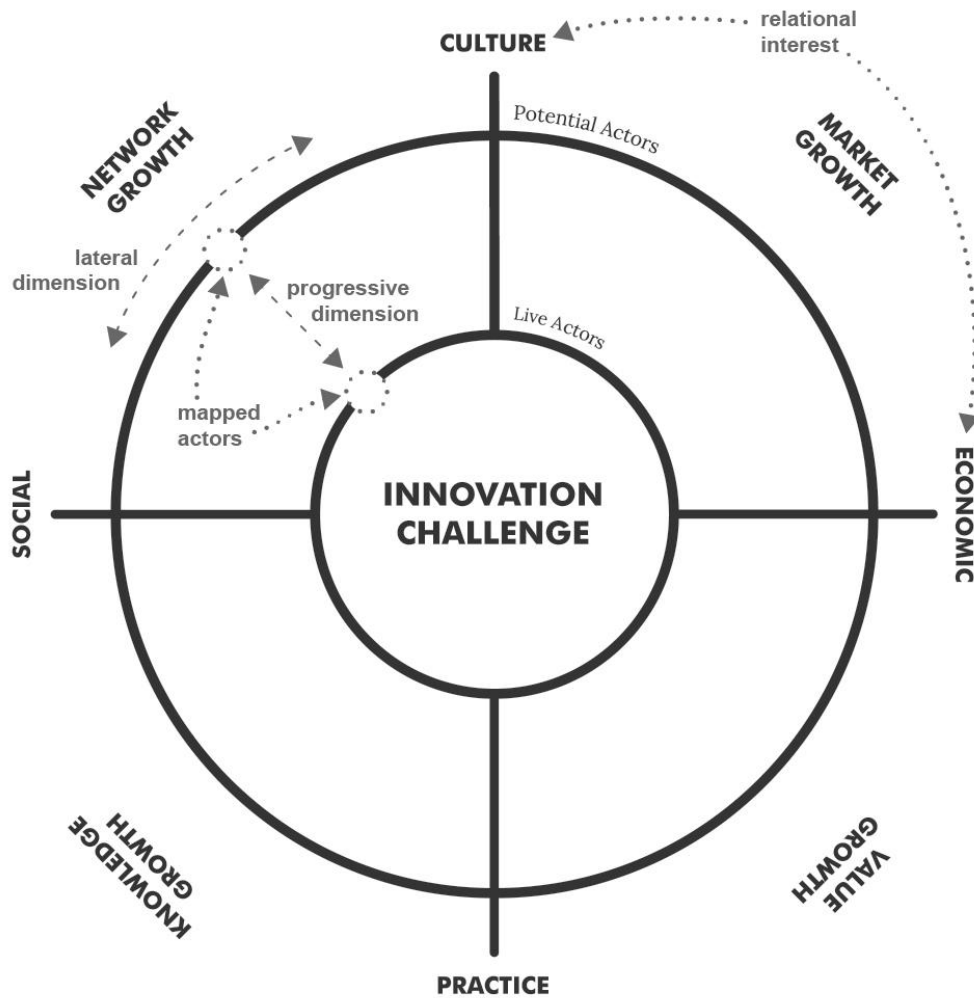 relational
interest
CULTURE
Potential Actors
NETWORK
GROWTH
MARKET
GROWTH
lateral
dimension
progressive
dimension
Live Actors
mapped
actors
INNOVATION
CHALLENGE
SOCIAL
ECONOMIC
KNOWLEDGE
GROWTH
VALUE
GROWTH
PRACTICE